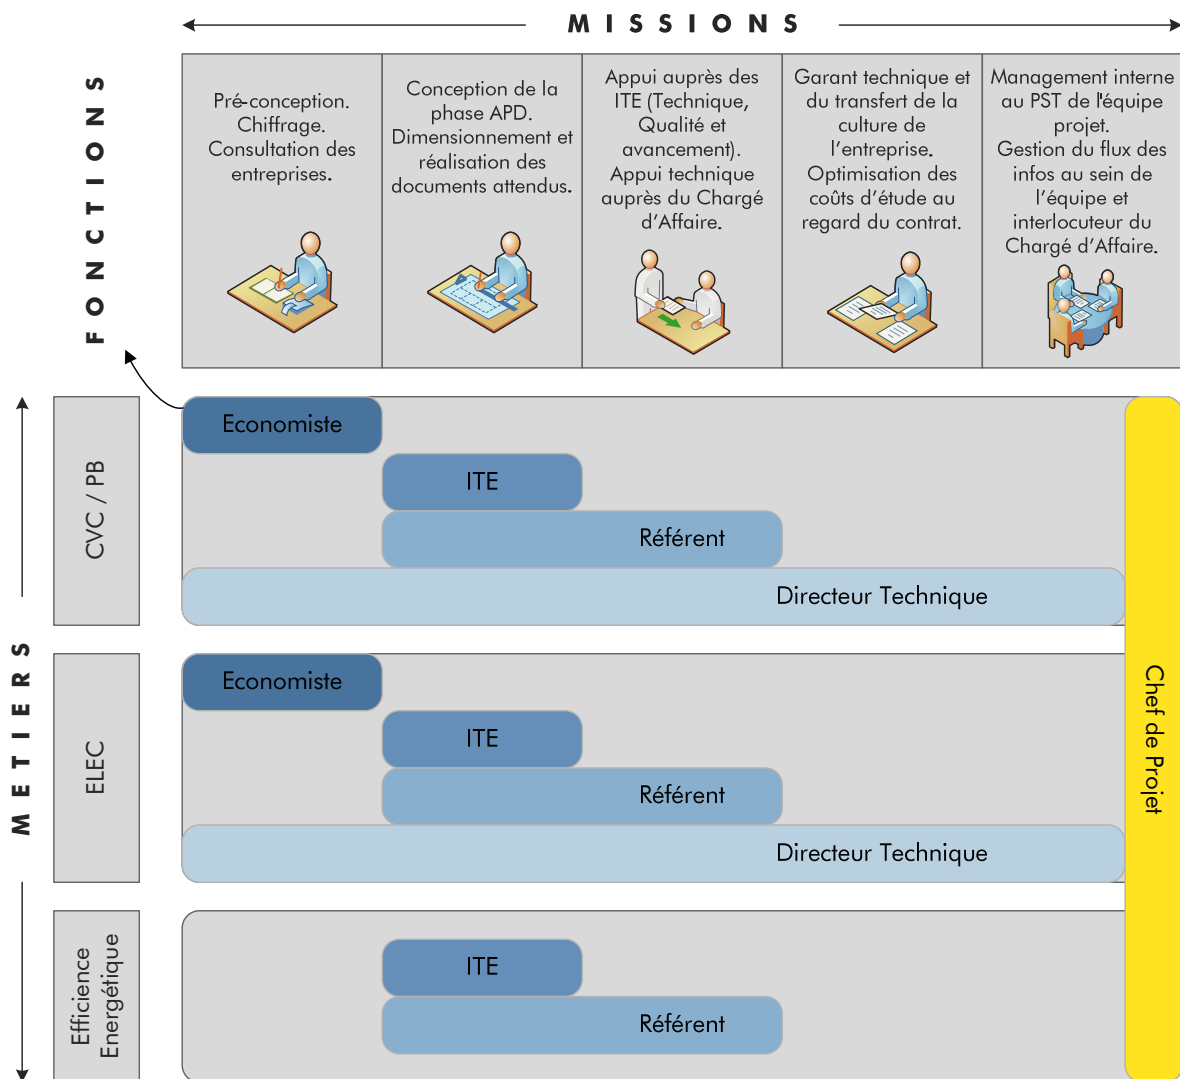 MISSIONS
FONCTIONS
Pré-conception.
Chiffrage.
Consultation des
entreprises.
Conception de la
phase APD.
Dimensionnement et
réalisation des
documents attendus.
Appui auprès des
ITE (Technique,
Qualité et
avancement).
Appui technique
auprès du Chargé
d'Affaire.
Garant technique et
du transfert de la
culture de
l'entreprise.
Optimisation des
coûts d'étude au
regard du contrat.
Management interne
au PST de l'équipe
projet.
Gestion du flux des
infos au sein de
l'équipe et
interlocuteur du
Chargé d'Affaire.
METIERS
CVC / PB
Economiste
ITE
Référent
Directeur Technique
ELEC
Economiste
ITE
Référent
Directeur Technique
Efficience
Energétique
ITE
Référent
Chef de Projet